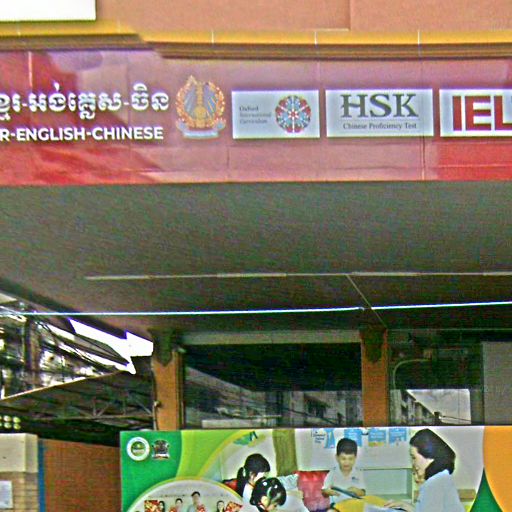 ខ្មែរ-អង់គ្លេស-ចិន
R-ENGLISH-CHINESE
Oxford
International
Curriculum
HSK
Chinese Proficiency Test
IEL